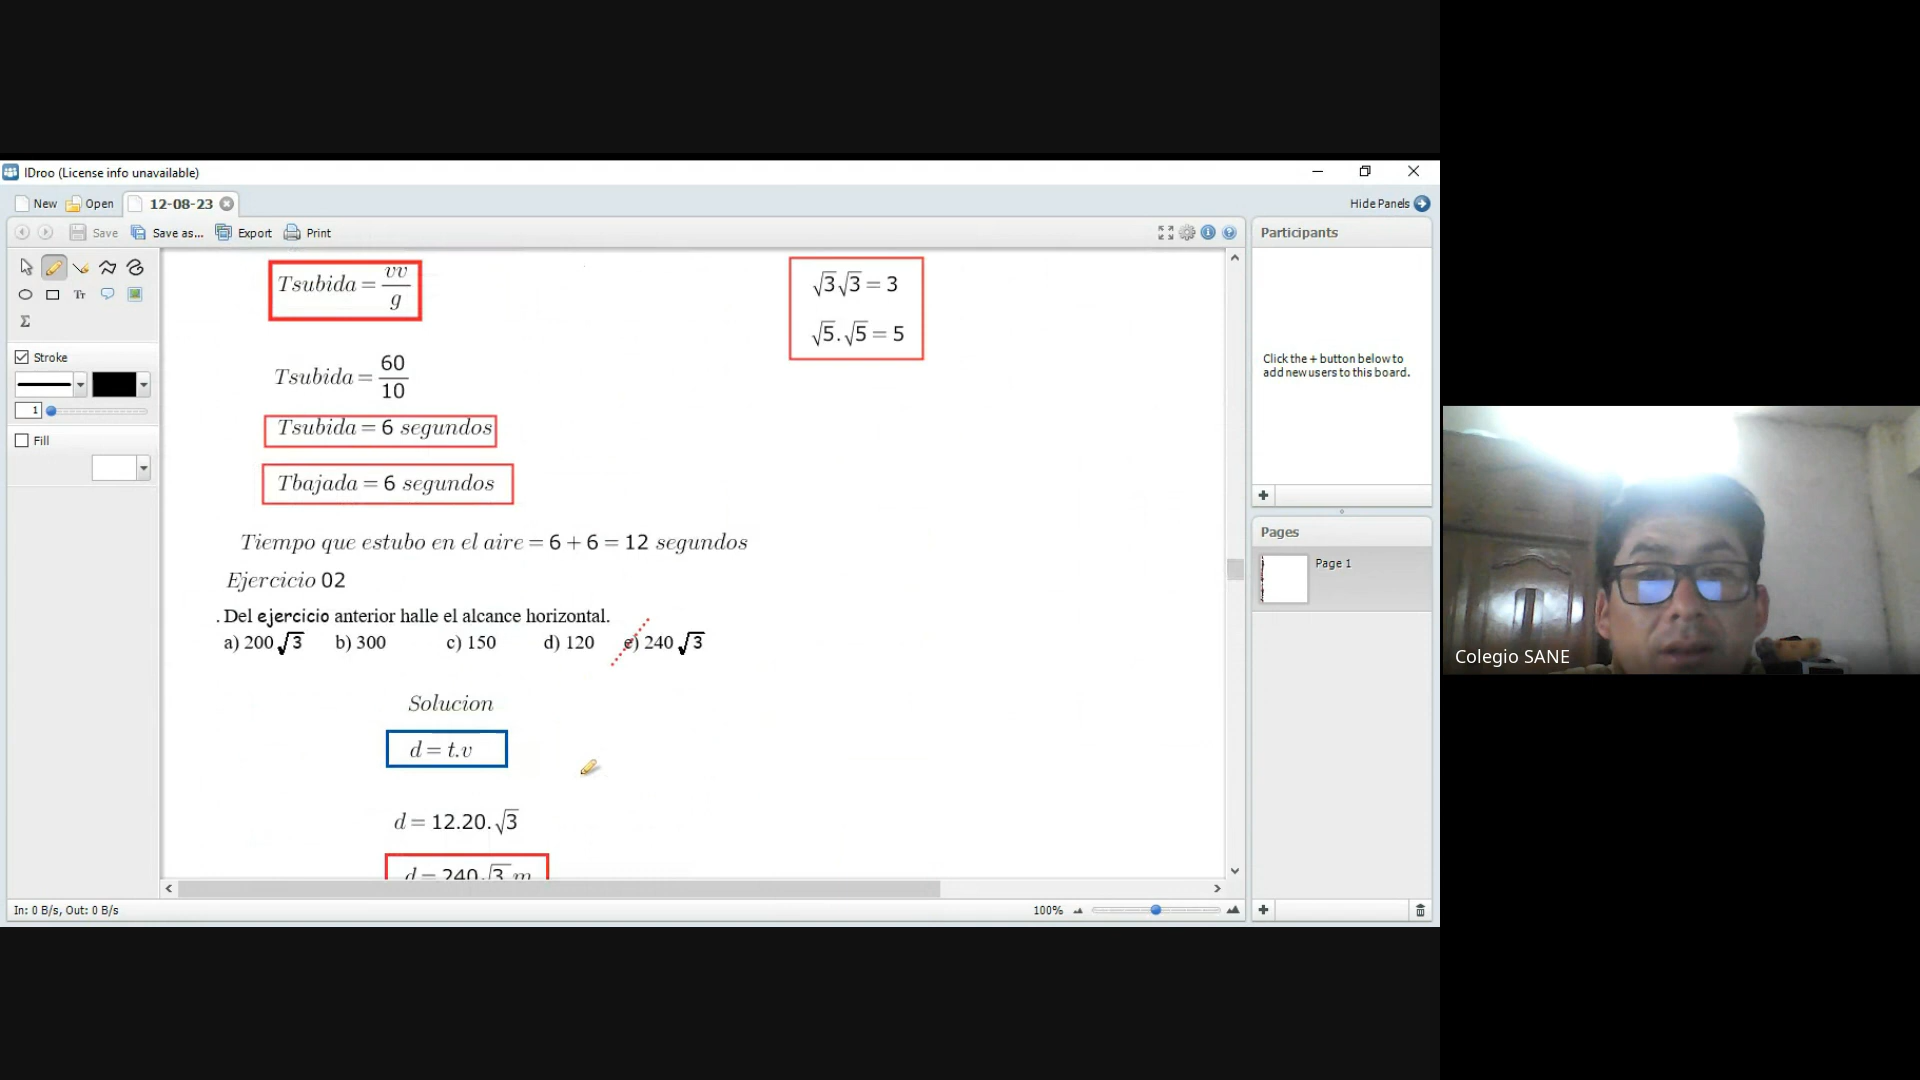 IDroo (License info unavailable)
New Open 12-08-23 Hide Panels
Save Save as... Export Print
Participants
Tsubida = vv/g
√3√3 = 3
√5.√5 = 5
Stroke
1
Fill
Tsubida = 60/10
Tsubida = 6 segundos
Tbajada = 6 segundos
Tiempo que estubo en el aire = 6 + 6 = 12 segundos
Ejercicio 02
. Del ejercicio anterior halle el alcance horizontal.
a) 200 √3 b) 300 c) 150 d) 120 e) 240 √3
Solucion
d = t.v
d = 12.20.√3
d = 240.√3 m
Click the + button below to
add new users to this board.
Pages
Page 1
In: 0 B/s, Out: 0 B/s
100%
Colegio SANE